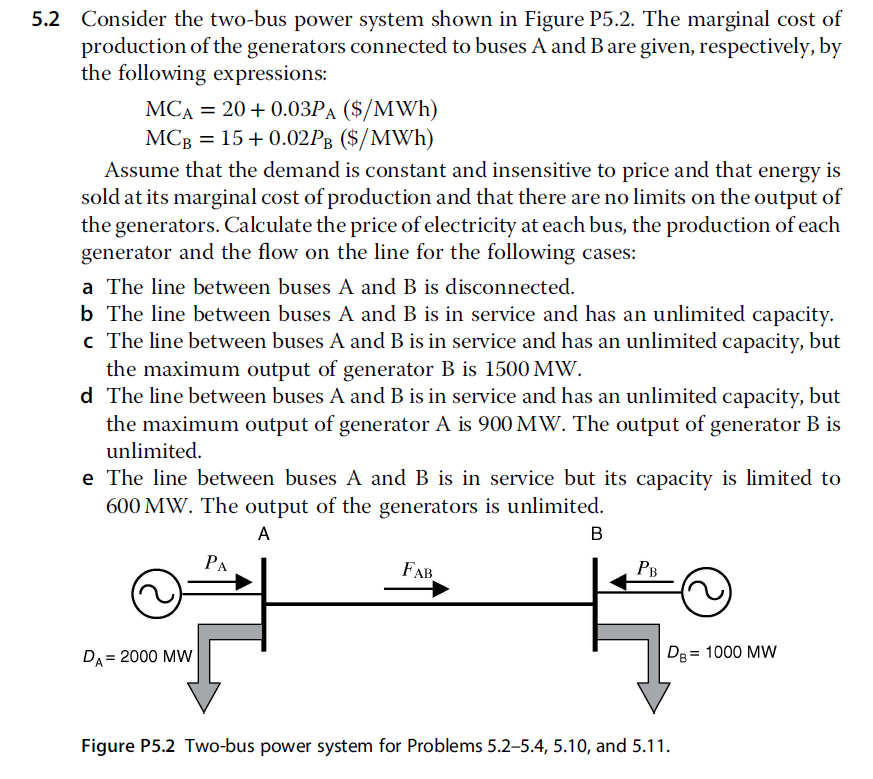 5.2 Consider the two-bus power system shown in Figure P5.2. The marginal cost of
production of the generators connected to buses A and B are given, respectively, by
the following expressions:
MC_A = 20 + 0.03P_A ($/MWh)
MC_B = 15 + 0.02P_B ($/MWh)
Assume that the demand is constant and insensitive to price and that energy is
sold at its marginal cost of production and that there are no limits on the output of
the generators. Calculate the price of electricity at each bus, the production of each
generator and the flow on the line for the following cases:
a The line between buses A and B is disconnected.
b The line between buses A and B is in service and has an unlimited capacity.
c The line between buses A and B is in service and has an unlimited capacity, but
the maximum output of generator B is 1500 MW.
d The line between buses A and B is in service and has an unlimited capacity, but
the maximum output of generator A is 900 MW. The output of generator B is
unlimited.
e The line between buses A and B is in service but its capacity is limited to
600 MW. The output of the generators is unlimited.
A
B
P_A
F_AB
P_B
D_A = 2000 MW
D_B = 1000 MW
Figure P5.2 Two-bus power system for Problems 5.2–5.4, 5.10, and 5.11.